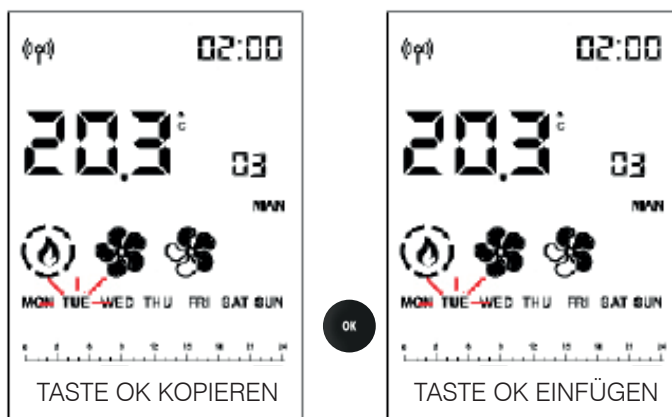 02:00
20.3 °C
03
MAN
MON TUE WED THU FRI SAT SUN
TASTE OK KOPIEREN
OK
02:00
20.3 °C
03
MAN
MON TUE WED THU FRI SAT SUN
TASTE OK EINFÜGEN